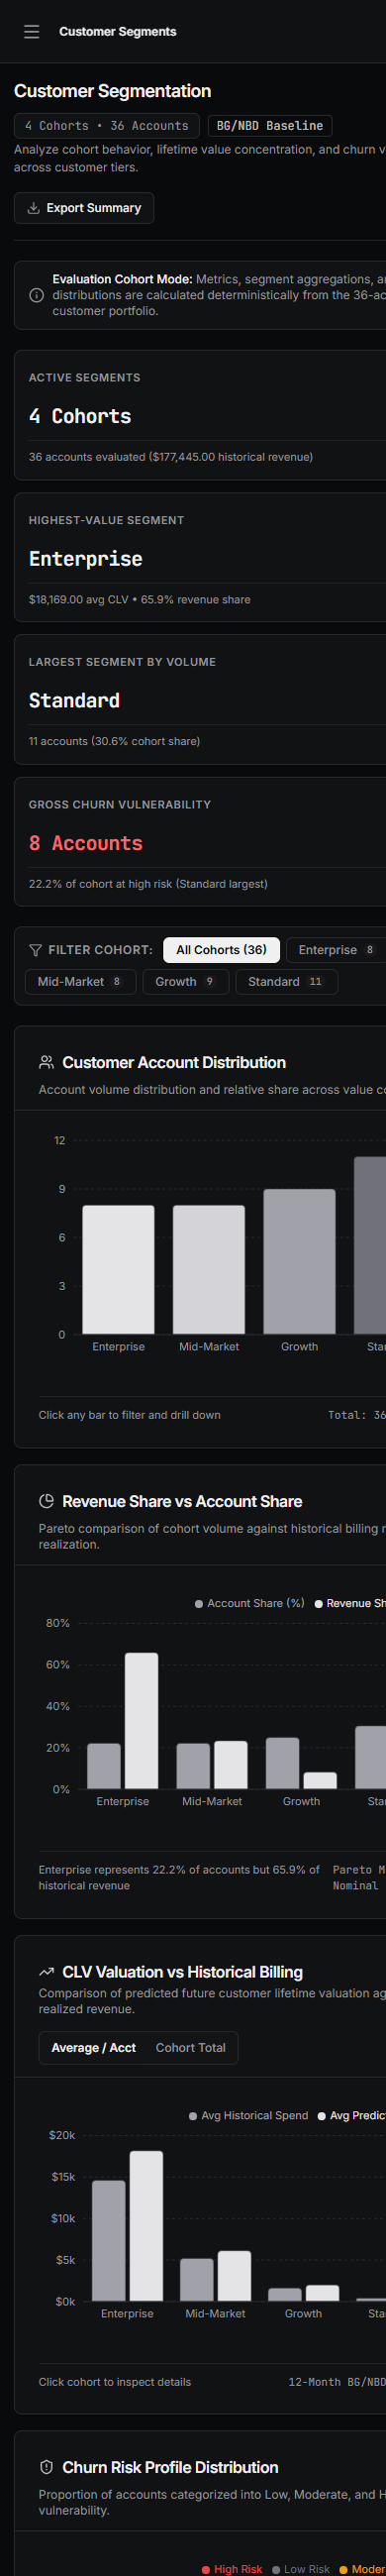 Customer Segments
Customer Segmentation
4 Cohorts • 36 Accounts BG/NBD Baseline
Analyze cohort behavior, lifetime value concentration, and churn
across customer tiers.
Export Summary
Evaluation Cohort Mode: Metrics, segment aggregations,
distributions are calculated deterministically from the
customer portfolio.
ACTIVE SEGMENTS
4 Cohorts
36 accounts evaluated ($177,445.00 historical revenue)
HIGHEST-VALUE SEGMENT
Enterprise
$18,169.00 avg CLV • 65.9% revenue share
LARGEST SEGMENT BY VOLUME
Standard
11 accounts (30.6% cohort share)
GROSS CHURN VULNERABILITY
8 Accounts
22.2% of cohort at high risk (Standard largest)
FILTER COHORT: All Cohorts (36) Enterprise 8
Mid-Market 8 Growth 9 Standard 11
Customer Account Distribution
Account volume distribution and relative share across value
12
9
6
3
0
Enterprise Mid-Market Growth
Click any bar to filter and drill down Total: 36
Revenue Share vs Account Share
Pareto comparison of cohort volume against historical billing
realization.
Account Share (%) Revenue
80%
60%
40%
20%
0%
Enterprise Mid-Market Growth
Enterprise represents 22.2% of accounts but 65.9% of
historical revenue
Pareto
Nominal
CLV Valuation vs Historical Billing
Comparison of predicted future customer lifetime valuation
realized revenue.
Average / Acct Cohort Total
Avg Historical Spend Avg
$20k
$15k
$10k
$5k
$0k
Enterprise Mid-Market Growth
Click cohort to inspect details 12-Month BG/NBD
Churn Risk Profile Distribution
Proportion of accounts categorized into Low, Moderate, and
vulnerability.
High Risk Low Risk